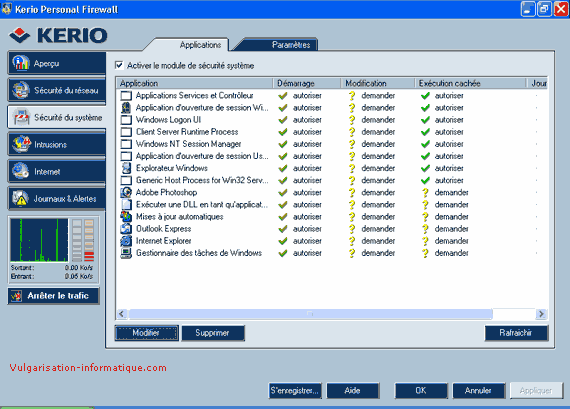 Kerio Personal Firewall
KERIO
Applications
Paramètres
Activer le module de sécurité système
Aperçu
Sécurité du réseau
Sécurité du système
Intrusions
Internet
Journaux & Alertes
Application Démarrage Modification Exécution cachée Jour
Applications Services et Contrôleur autoriser ? demander autoriser
Application d'ouverture de session Wi... autoriser ? demander autoriser
Windows Logon UI autoriser ? demander autoriser
Client Server Runtime Process autoriser ? demander autoriser
Windows NT Session Manager autoriser ? demander autoriser
Application d'ouverture de session Us... autoriser ? demander autoriser
Explorateur Windows autoriser ? demander autoriser
Generic Host Process for Win32 Serv... autoriser ? demander autoriser
Adobe Photoshop autoriser ? demander ? demander
Exécuter une DLL en tant qu'applicat... autoriser ? demander ? demander
Mises à jour automatiques autoriser ? demander ? demander
Outlook Express autoriser ? demander ? demander
Internet Explorer autoriser ? demander ? demander
Gestionnaire des tâches de Windows autoriser ? demander ? demander
Sortant: 0.00 Ko/s
Entrant: 0.06 Ko/s
Arrêter le trafic
Modifier
Supprimer
Rafraichir
Vulgarisation-informatique.com
S'enregistrer...
Aide
OK
Annuler
Appliquer